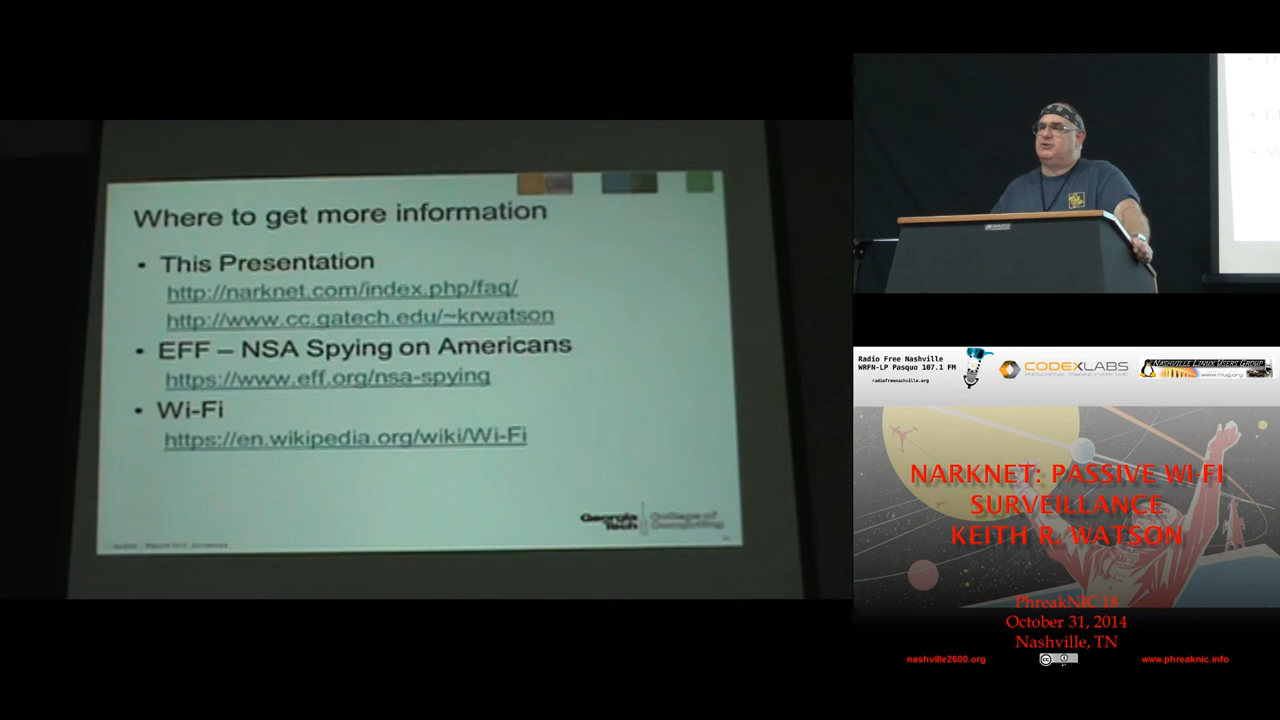 Where to get more information
• This Presentation
http://narknet.com/index.php/faq/
http://www.cc.gatech.edu/~krwatson
• EFF – NSA Spying on Americans
https://www.eff.org/nsa-spying
• Wi-Fi
https://en.wikipedia.org/wiki/Wi-Fi
Georgia Tech
College of Computing
Radio Free Nashville
WRFN-LP Pasquo 107.1 FM
radiofreenashville.org
CODEXLABS
NASHVILLE LINUX USERS GROUP
www.nlug.org
NARKNET: PASSIVE WI-FI
SURVEILLANCE
KEITH R. WATSON
PhreakNIC 18
October 31, 2014
Nashville, TN
nashville2600.org
cc
www.phreaknic.info